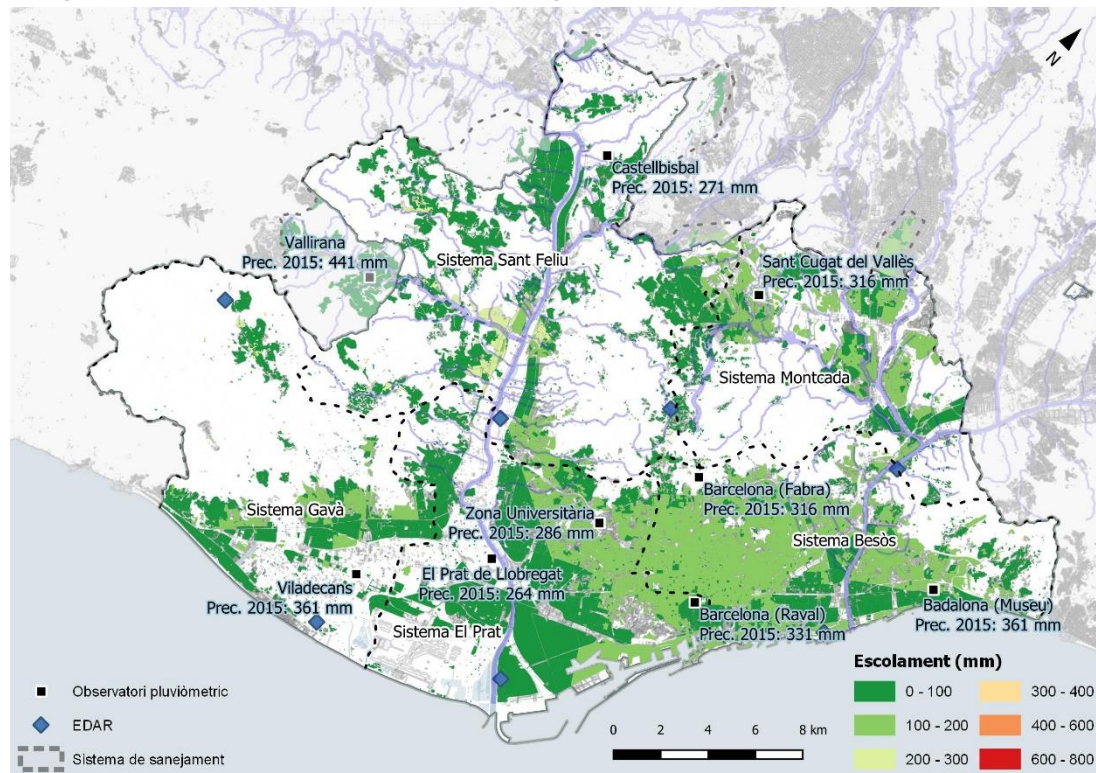 N
Castellbisbal
Prec. 2015: 271 mm
Vallirana
Prec. 2015: 441 mm
Sistema Sant Feliu
Sant Cugat del Vallès
Prec. 2015: 316 mm
Sistema Montcada
Barcelona (Fabra)
Prec. 2015: 316 mm
Sistema Gavà
Zona Universitària
Prec. 2015: 286 mm
Sistema Besòs
El Prat de Llobregat
Prec. 2015: 264 mm
Viladecans
Prec. 2015: 361 mm
Badalona (Museu)
Prec. 2015: 361 mm
Barcelona (Raval)
Prec. 2015: 331 mm
Sistema El Prat
Observatori pluviòmetric
EDAR
Sistema de sanejament
0 2 4 6 8 km
Escolament (mm)
0 - 100
100 - 200
200 - 300
300 - 400
400 - 600
600 - 800